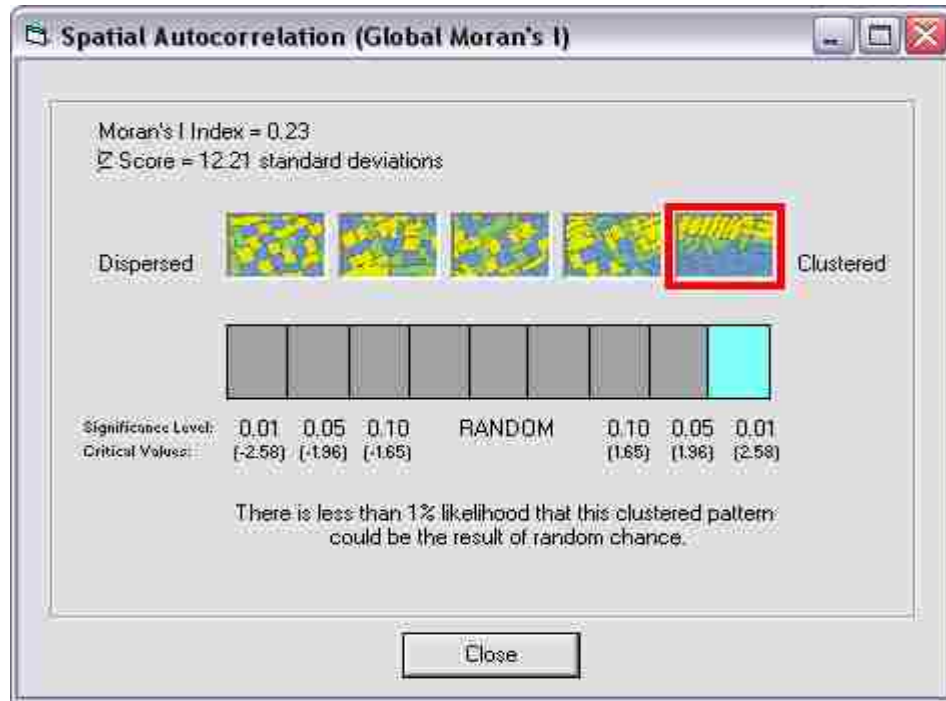 Spatial Autocorrelation (Global Moran's I)
Moran's I Index = 0.23
Z Score = 12.21 standard deviations
Dispersed
Clustered
Significance Level: 0.01 0.05 0.10 RANDOM 0.10 0.05 0.01
Critical Values: (-2.58) (-1.96) (-1.65) (1.65) (1.96) (2.58)
There is less than 1% likelihood that this clustered pattern
could be the result of random chance.
Close